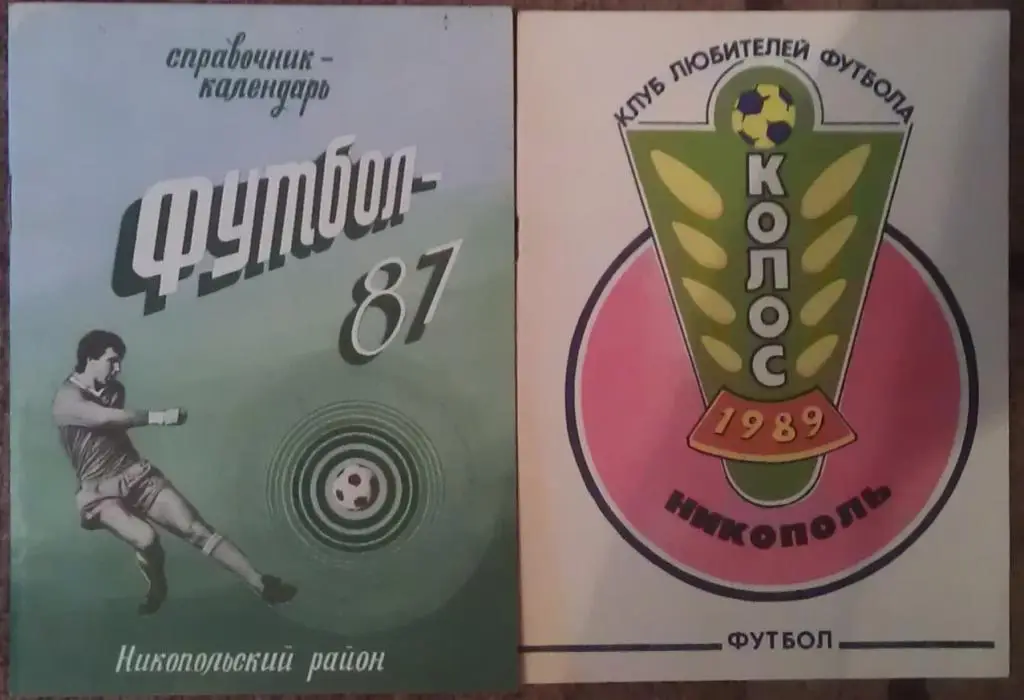 справочник-
календарь
Футбол-
87
Никопольский район
КЛУБ ЛЮБИТЕЛЕЙ ФУТБОЛА
КОЛОС
1989
НИКОПОЛЬ
ФУТБОЛ